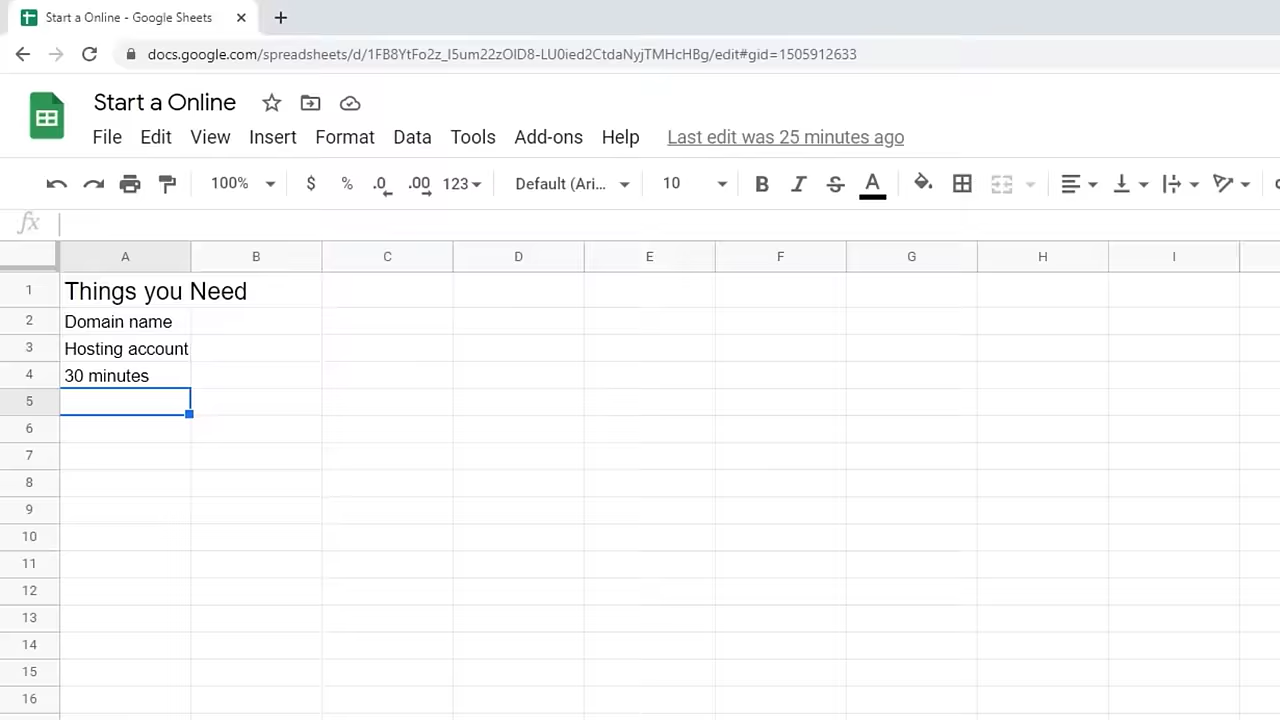 Start a Online - Google Sheets
docs.google.com/spreadsheets/d/1FB8YtFo2z_I5um22zOlD8-LU0ied2CtdaNyjTMHcHBg/edit#gid=1505912633
Start a Online
File Edit View Insert Format Data Tools Add-ons Help Last edit was 25 minutes ago
100% $ % .0 .00 123 Default (Ari... 10 B I S A
fx
A B C D E F G H I
1 Things you Need
2 Domain name
3 Hosting account
4 30 minutes
5
6
7
8
9
10
11
12
13
14
15
16